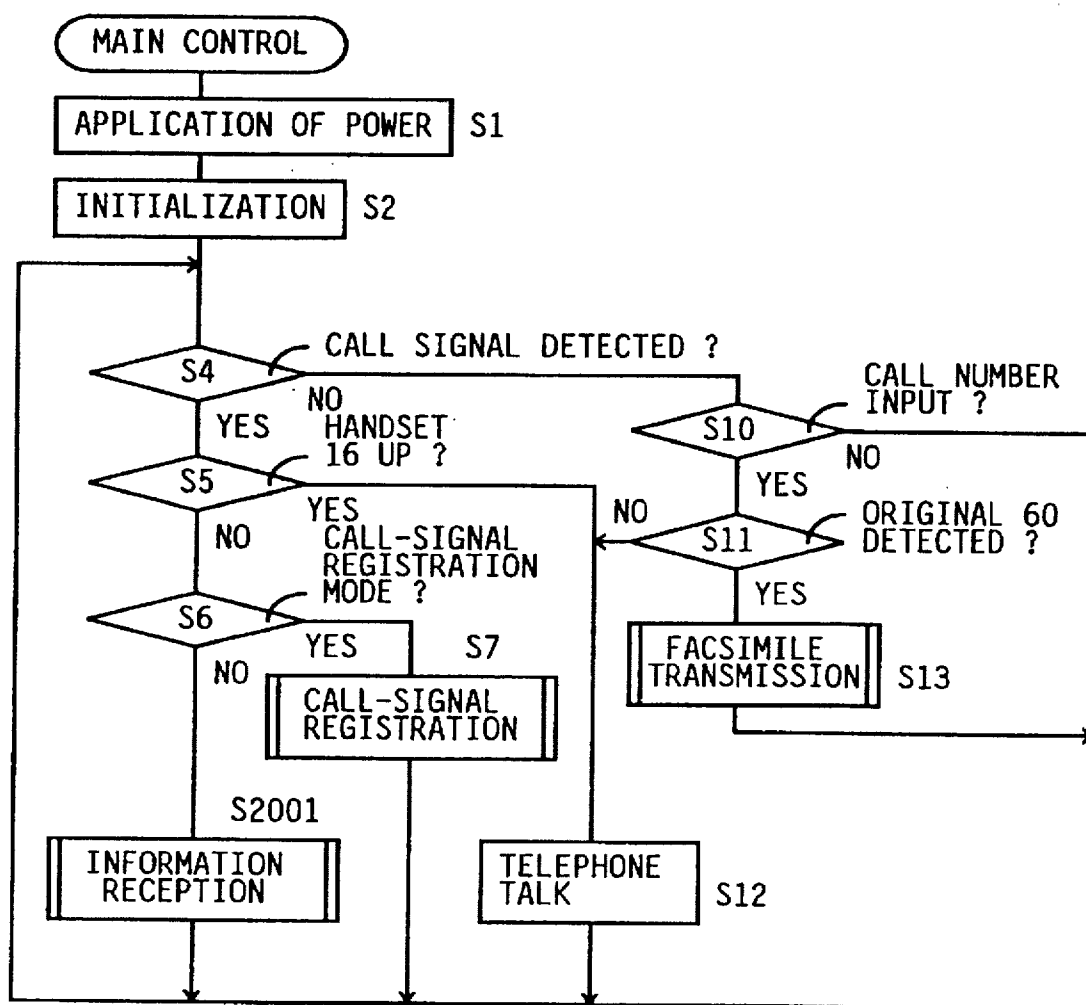 MAIN CONTROL
APPLICATION OF POWER S1
INITIALIZATION S2
S4
CALL SIGNAL DETECTED ?
NO
YES
S5
HANDSET
16 UP ?
YES
NO
S6
CALL-SIGNAL
REGISTRATION
MODE ?
YES
NO
S7
CALL-SIGNAL
REGISTRATION
S2001
INFORMATION
RECEPTION
S10
CALL NUMBER
INPUT ?
NO
YES
S11
ORIGINAL 60
DETECTED ?
NO
YES
FACSIMILE
TRANSMISSION
S13
TELEPHONE
TALK
S12